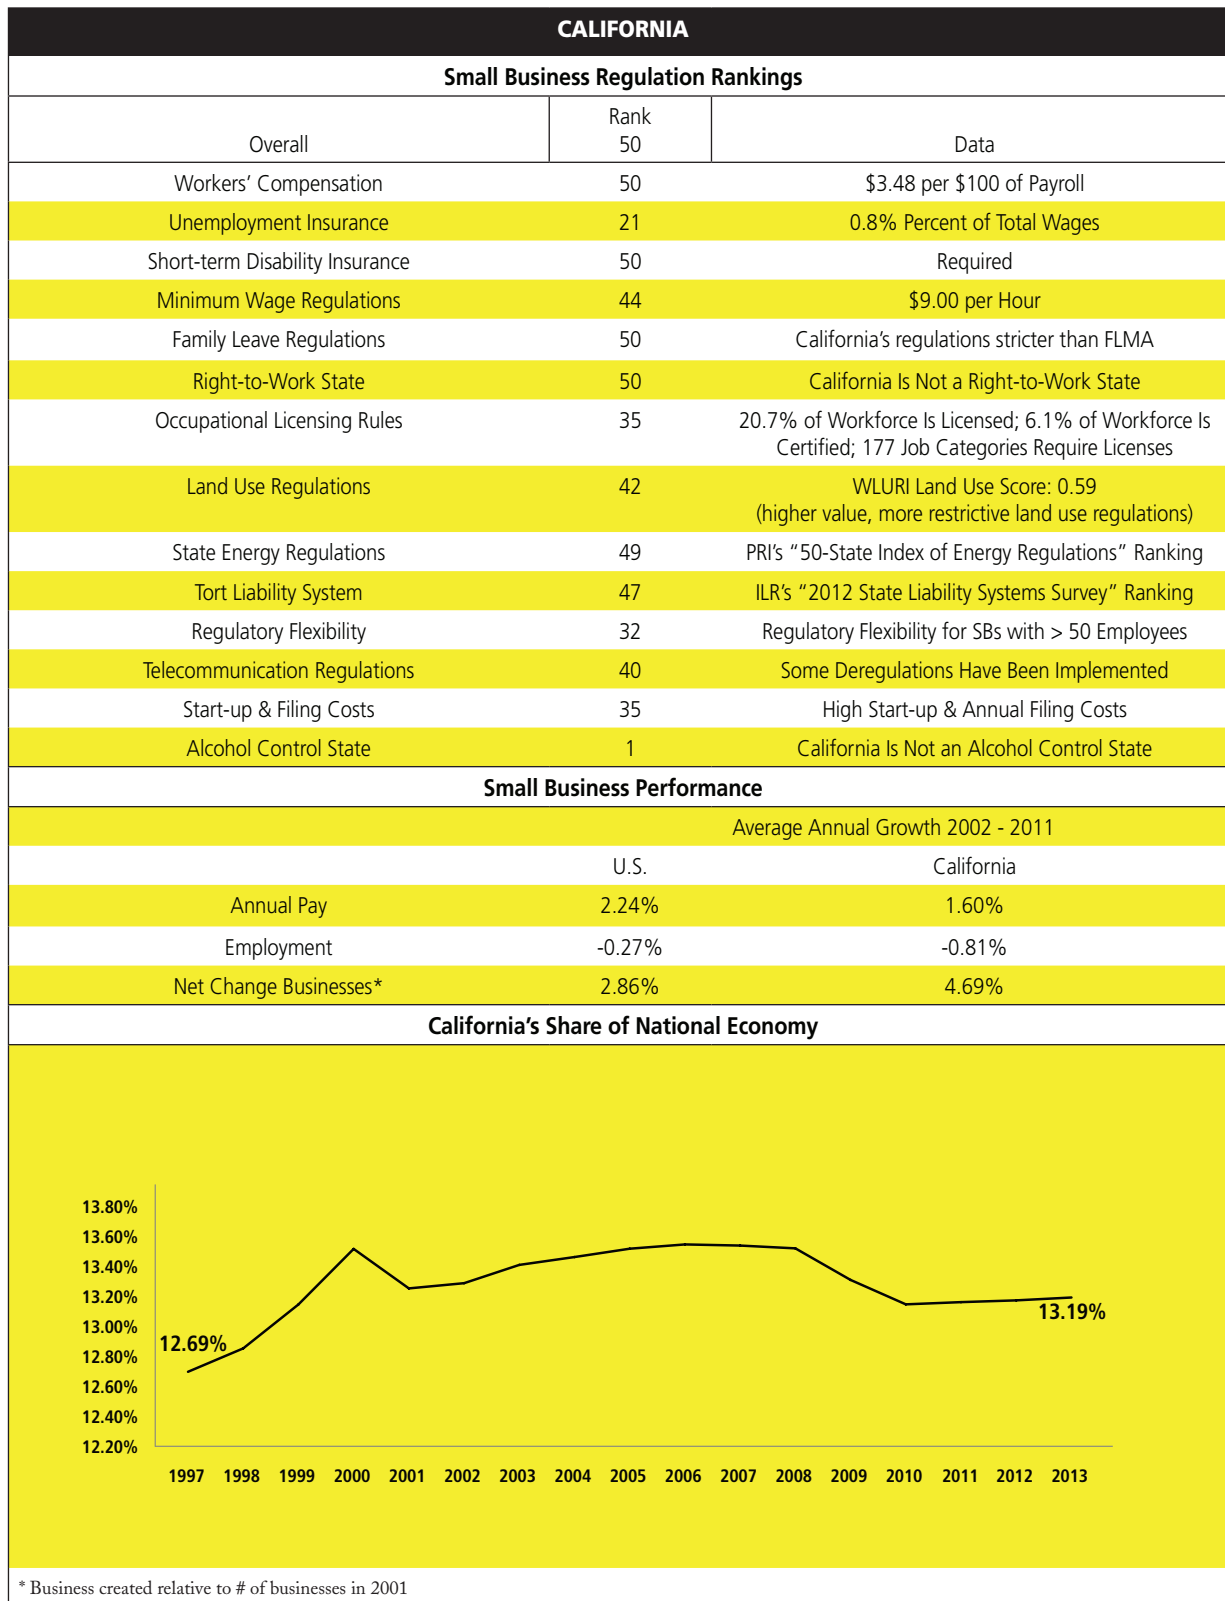 CALIFORNIA
Small Business Regulation Rankings
Rank
Overall 50 Data
Workers' Compensation 50 $3.48 per $100 of Payroll
Unemployment Insurance 21 0.8% Percent of Total Wages
Short-term Disability Insurance 50 Required
Minimum Wage Regulations 44 $9.00 per Hour
Family Leave Regulations 50 California's regulations stricter than FLMA
Right-to-Work State 50 California Is Not a Right-to-Work State
Occupational Licensing Rules 35 20.7% of Workforce Is Licensed; 6.1% of Workforce Is
Certified; 177 Job Categories Require Licenses
Land Use Regulations 42 WLURI Land Use Score: 0.59
(higher value, more restrictive land use regulations)
State Energy Regulations 49 PRI's "50-State Index of Energy Regulations" Ranking
Tort Liability System 47 ILR's "2012 State Liability Systems Survey" Ranking
Regulatory Flexibility 32 Regulatory Flexibility for SBs with > 50 Employees
Telecommunication Regulations 40 Some Deregulations Have Been Implemented
Start-up & Filing Costs 35 High Start-up & Annual Filing Costs
Alcohol Control State 1 California Is Not an Alcohol Control State
Small Business Performance
Average Annual Growth 2002 - 2011
U.S. California
Annual Pay 2.24% 1.60%
Employment -0.27% -0.81%
Net Change Businesses* 2.86% 4.69%
California's Share of National Economy
13.80%
13.60%
13.40%
13.20%
13.00%
12.80%
12.60%
12.40%
12.20%
12.69%
13.19%
1997 1998 1999 2000 2001 2002 2003 2004 2005 2006 2007 2008 2009 2010 2011 2012 2013
* Business created relative to # of businesses in 2001